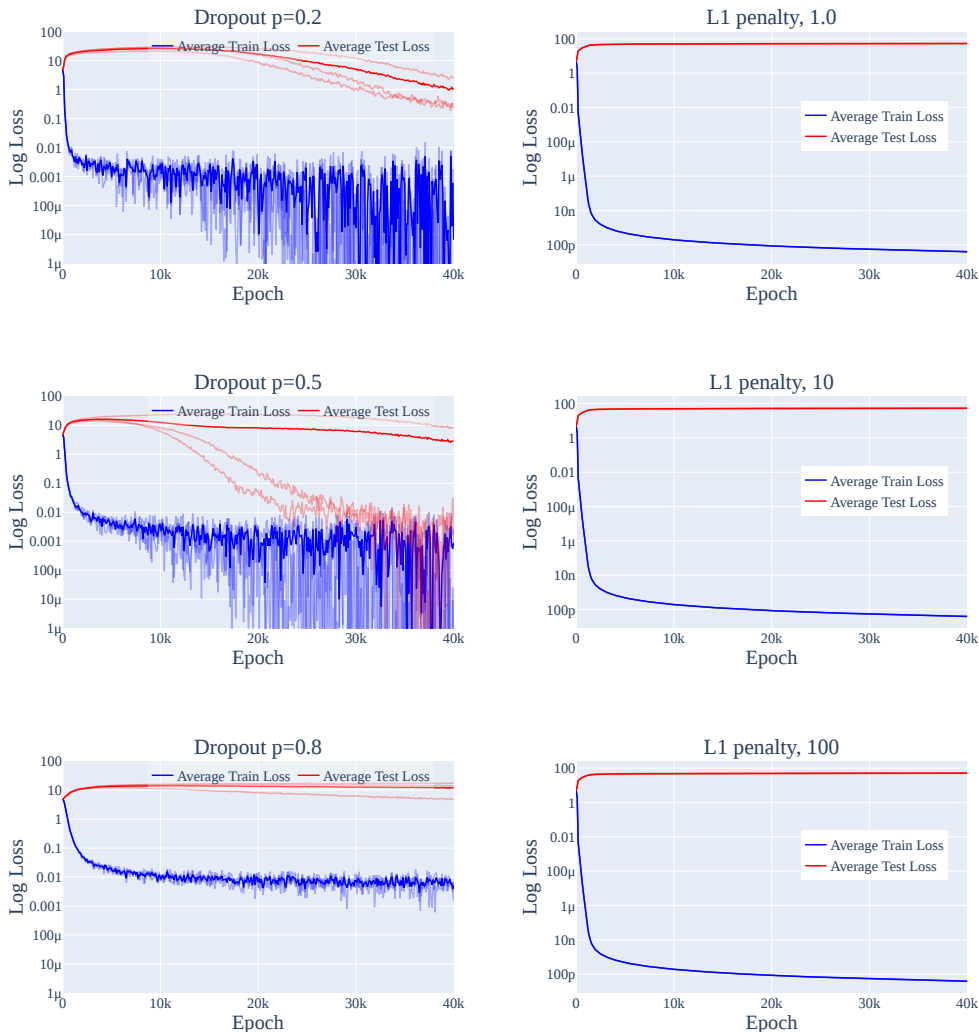 Dropout p=0.2
Average Train Loss
Average Test Loss
Log Loss
100
10
1
0.1
0.01
0.001
100µ
10µ
1µ
0
10k
20k
30k
40k
Epoch
L1 penalty, 1.0
Average Train Loss
Average Test Loss
Log Loss
100
1
0.01
100µ
1µ
10n
100p
0
10k
20k
30k
40k
Epoch
Dropout p=0.5
Average Train Loss
Average Test Loss
Log Loss
100
10
1
0.1
0.01
0.001
100µ
10µ
1µ
0
10k
20k
30k
40k
Epoch
L1 penalty, 10
Average Train Loss
Average Test Loss
Log Loss
100
1
0.01
100µ
1µ
10n
100p
0
10k
20k
30k
40k
Epoch
Dropout p=0.8
Average Train Loss
Average Test Loss
Log Loss
100
10
1
0.1
0.01
0.001
100µ
10µ
1µ
0
10k
20k
30k
40k
Epoch
L1 penalty, 100
Average Train Loss
Average Test Loss
Log Loss
100
1
0.01
100µ
1µ
10n
100p
0
10k
20k
30k
40k
Epoch